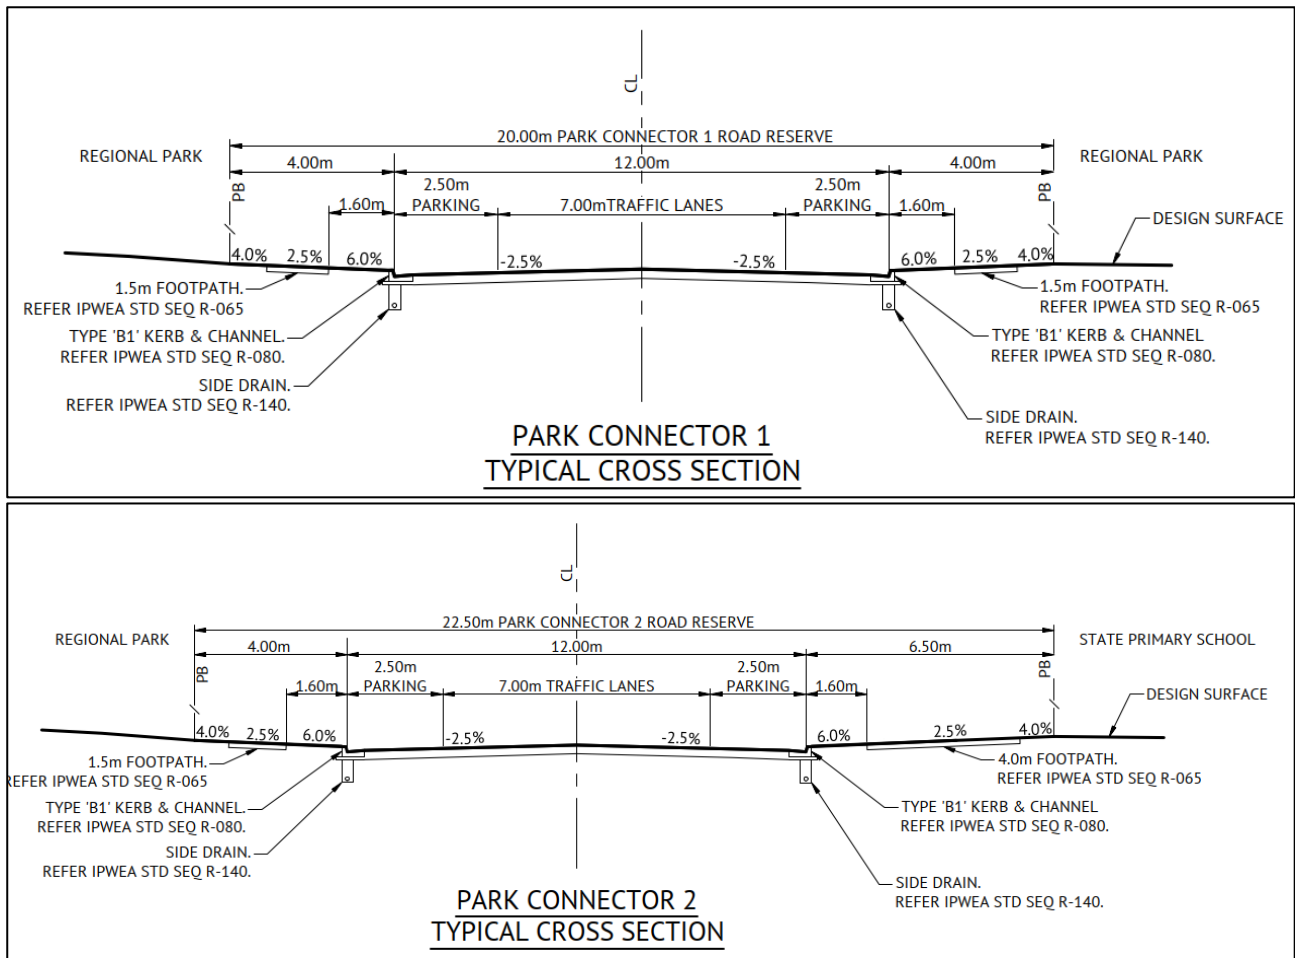 CL
20.00m PARK CONNECTOR 1 ROAD RESERVE
REGIONAL PARK
REGIONAL PARK
4.00m
12.00m
4.00m
PB
PB
2.50m
PARKING
2.50m
PARKING
1.60m
7.00mTRAFFIC LANES
1.60m
DESIGN SURFACE
4.0%
2.5%
6.0%
-2.5%
-2.5%
6.0%
2.5%
4.0%
1.5m FOOTPATH.
REFER IPWEA STD SEQ R-065
1.5m FOOTPATH.
REFER IPWEA STD SEQ R-065
TYPE 'B1' KERB & CHANNEL.
REFER IPWEA STD SEQ R-080.
TYPE 'B1' KERB & CHANNEL
REFER IPWEA STD SEQ R-080.
SIDE DRAIN.
REFER IPWEA STD SEQ R-140.
SIDE DRAIN.
REFER IPWEA STD SEQ R-140.
PARK CONNECTOR 1
TYPICAL CROSS SECTION
CL
22.50m PARK CONNECTOR 2 ROAD RESERVE
REGIONAL PARK
STATE PRIMARY SCHOOL
4.00m
12.00m
6.50m
PB
PB
2.50m
PARKING
2.50m
PARKING
1.60m
7.00m TRAFFIC LANES
1.60m
DESIGN SURFACE
4.0%
2.5%
6.0%
-2.5%
-2.5%
6.0%
2.5%
4.0%
1.5m FOOTPATH.
REFER IPWEA STD SEQ R-065
4.0m FOOTPATH.
REFER IPWEA STD SEQ R-065
TYPE 'B1' KERB & CHANNEL.
REFER IPWEA STD SEQ R-080.
TYPE 'B1' KERB & CHANNEL
REFER IPWEA STD SEQ R-080.
SIDE DRAIN.
REFER IPWEA STD SEQ R-140.
SIDE DRAIN.
REFER IPWEA STD SEQ R-140.
PARK CONNECTOR 2
TYPICAL CROSS SECTION